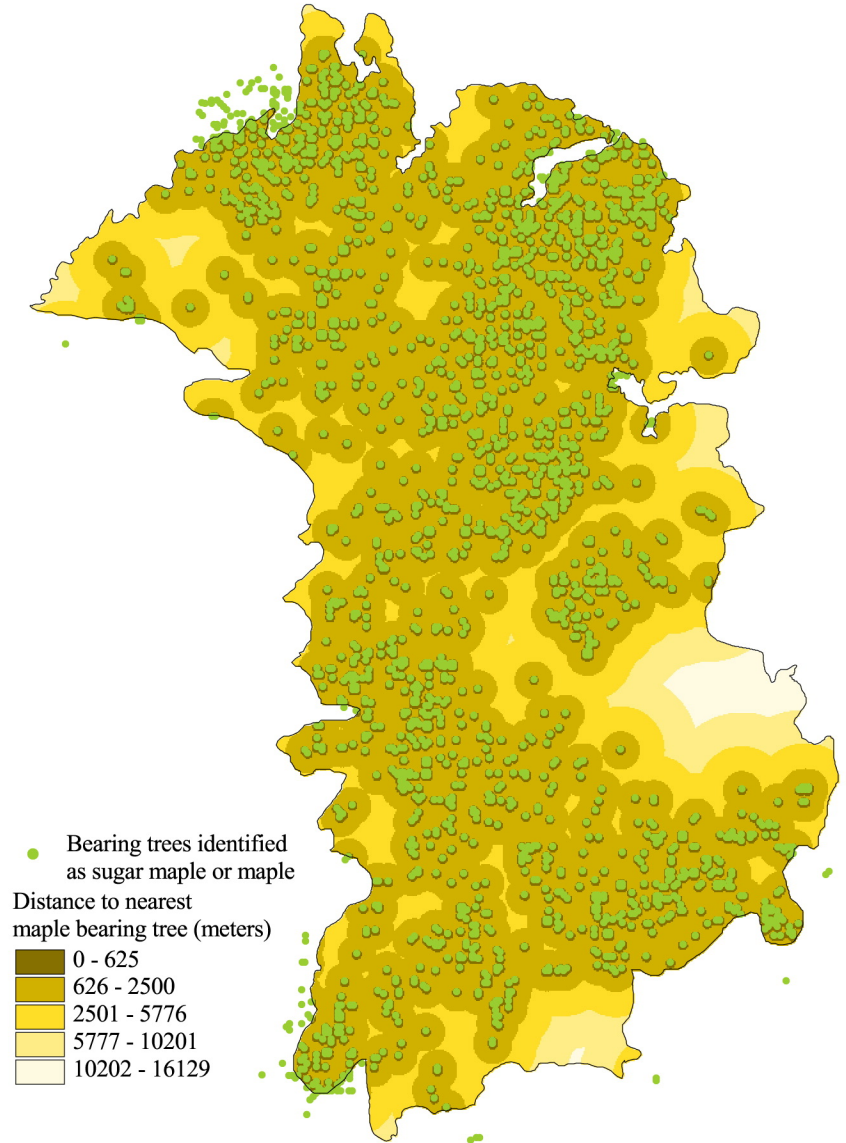 Bearing trees identified
as sugar maple or maple
Distance to nearest
maple bearing tree (meters)
0 - 625
626 - 2500
2501 - 5776
5777 - 10201
10202 - 16129